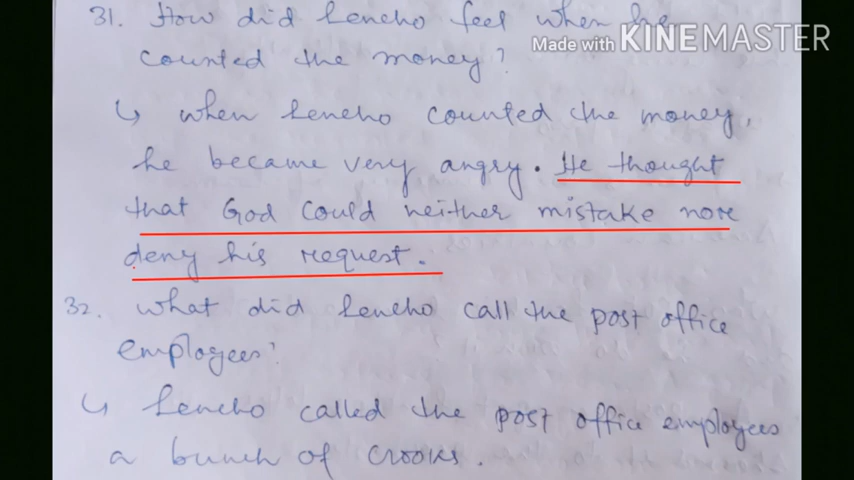 31. How did Lencho feel when he
Made with KINEMASTER
counted the money?
↳ when Lencho counted the money,
he became very angry. He thought
that God could neither mistake nore
deny his request.
32. what did Lencho call the post office
employees?
↳ Lencho called the post office employees
a bunch of crooks.